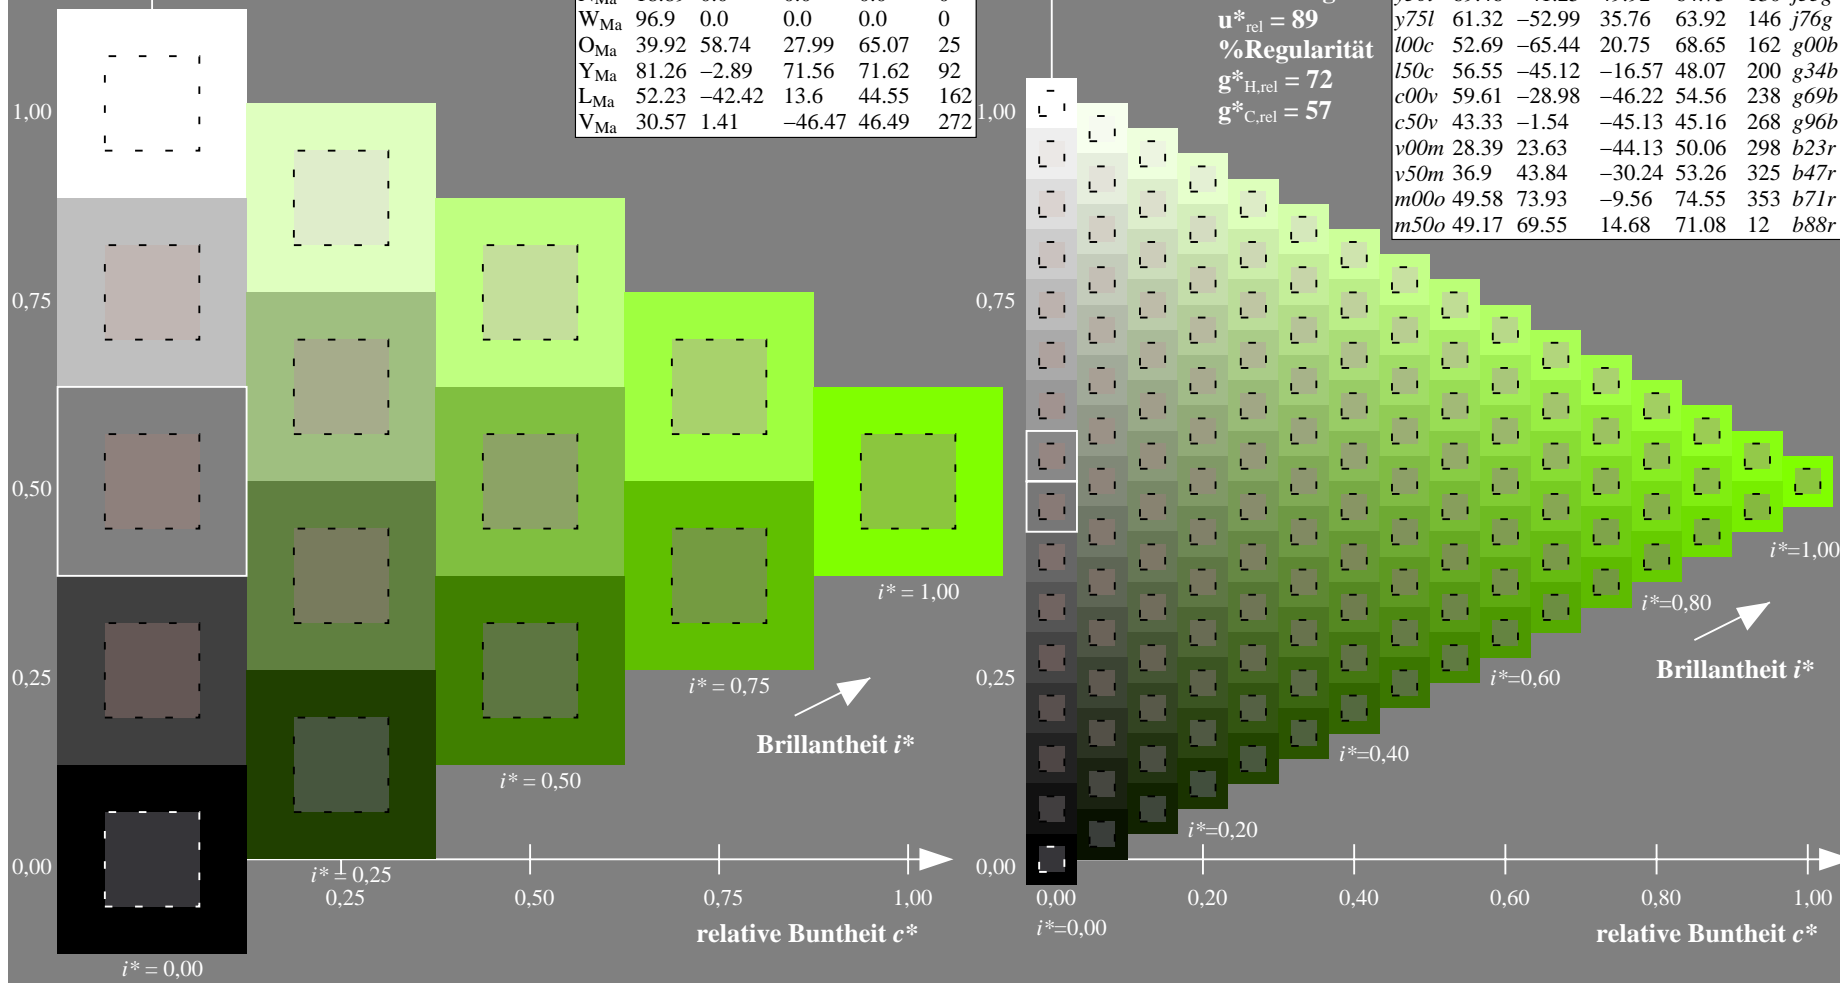 W Ma 96.9 0.0 0.0 0.0 0
O Ma 39.92 58.74 27.99 65.07 25
Y Ma 81.26 −2.89 71.56 71.62 92
L Ma 52.23 −42.42 13.6 44.55 162
V Ma 30.57 1.41 −46.47 46.49 272
u*rel = 89
%Regularität
g*H,rel = 72
g*C,rel = 57
y75l 61.32 −52.99 35.76 63.92 146 j76g
l00c 52.69 −65.44 20.75 68.65 162 g00b
l50c 56.55 −45.12 −16.57 48.07 200 g34b
c00v 59.61 −28.98 −46.22 54.56 238 g69b
c50v 43.33 −1.54 −45.13 45.16 268 g96b
v00m 28.39 23.63 −44.13 50.06 298 b23r
v50m 36.9 43.84 −30.24 53.26 325 b47r
m00o 49.58 73.93 −9.56 74.55 353 b71r
m50o 49.17 69.55 14.68 71.08 12 b88r
1,00
0,75
0,50
0,25
0,00
i* = 1,00
i* = 0,75
Brillantheit i*
i* = 0,50
i* = 0,25
0,25 0,50 0,75 1,00
relative Buntheit c*
i* = 0,00
1,00
0,75
0,50
0,25
0,00
i*=1,00
i*=0,80
Brillantheit i*
i*=0,60
i*=0,40
i*=0,20
0,00 0,20 0,40 0,60 0,80 1,00
i*=0,00
relative Buntheit c*